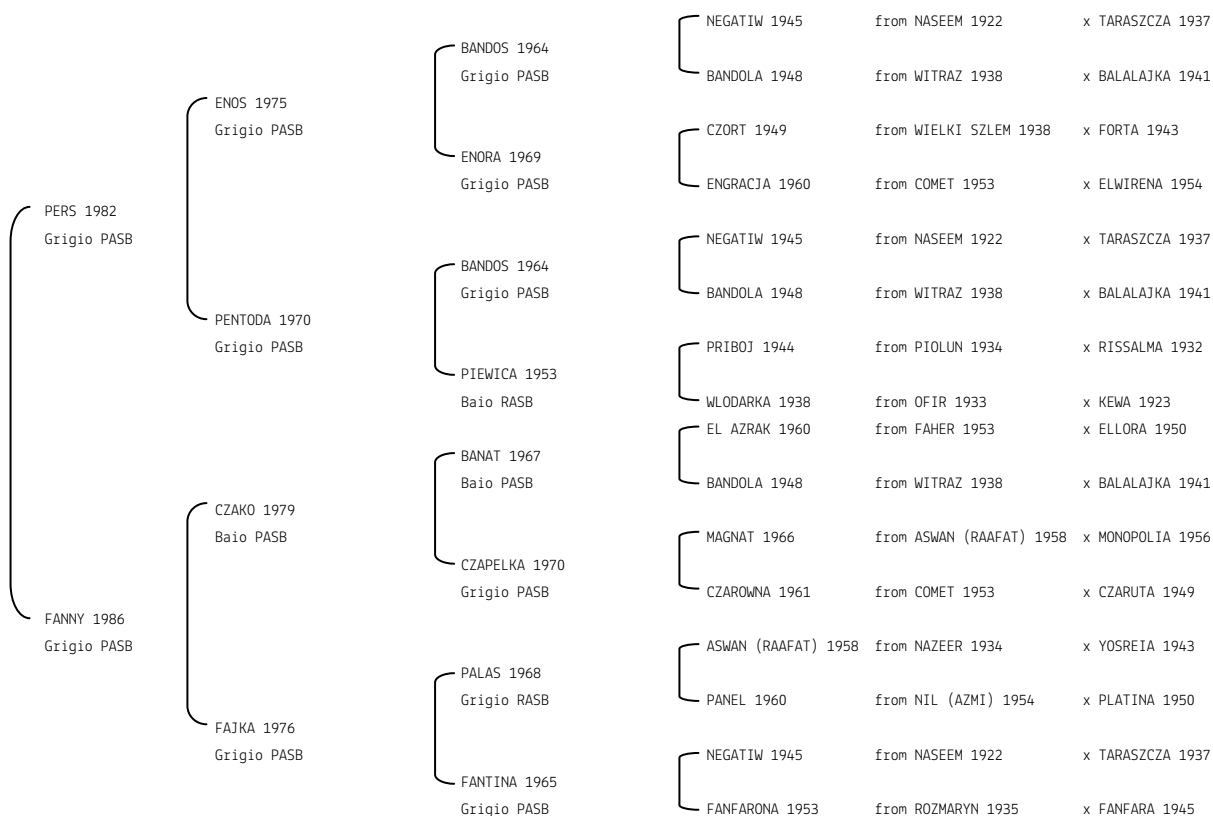 NEGATIW 1945 from NASEEM 1922 x TARASZCZA 1937
BANDOS 1964
Grigio PASB
BANDOLA 1948 from WITRAZ 1938 x BALALAJKA 1941
ENOS 1975
Grigio PASB
CZORT 1949 from WIELKI SZLEM 1938 x FORTA 1943
ENORA 1969
Grigio PASB
ENGRACJA 1960 from COMET 1953 x ELWIRENA 1954
PERS 1982
Grigio PASB
NEGATIW 1945 from NASEEM 1922 x TARASZCZA 1937
BANDOS 1964
Grigio PASB
BANDOLA 1948 from WITRAZ 1938 x BALALAJKA 1941
PENTODA 1970
Grigio PASB
PRIBOJ 1944 from PIOLUN 1934 x RISSALMA 1932
PIEWICA 1953
Baio RASB
WLODARKA 1938 from OFIR 1933 x KEWA 1923
EL AZRAK 1960 from FAHER 1953 x ELLORA 1950
BANAT 1967
Baio PASB
BANDOLA 1948 from WITRAZ 1938 x BALALAJKA 1941
CZAKO 1979
Baio PASB
MAGNAT 1966 from ASWAN (RAAFAT) 1958 x MONOPOLIA 1956
CZAPELKA 1970
Grigio PASB
CZAROWNA 1961 from COMET 1953 x CZARUTA 1949
FANNY 1986
Grigio PASB
ASWAN (RAAFAT) 1958 from NAZEER 1934 x YOSREIA 1943
PALAS 1968
Grigio RASB
PANEL 1960 from NIL (AZMI) 1954 x PLATINA 1950
FAJKA 1976
Grigio PASB
NEGATIW 1945 from NASEEM 1922 x TARASZCZA 1937
FANTINA 1965
Grigio PASB
FANFARONA 1953 from ROZMARYN 1935 x FANFARA 1945